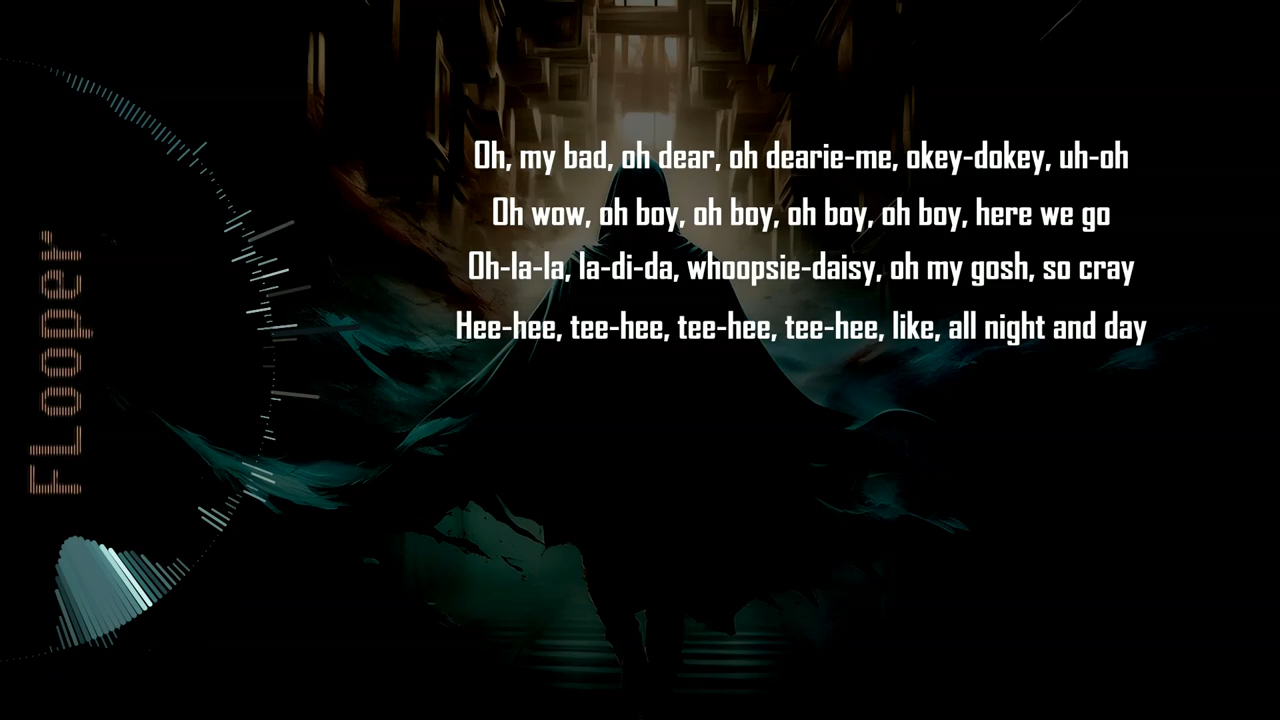 Oh, my bad, oh dear, oh dearie-me, okey-dokey, uh-oh
Oh wow, oh boy, oh boy, oh boy, oh boy, here we go
Oh-la-la, la-di-da, whoopsie-daisy, oh my gosh, so cray
Hee-hee, tee-hee, tee-hee, tee-hee, like, all night and day
FLooper